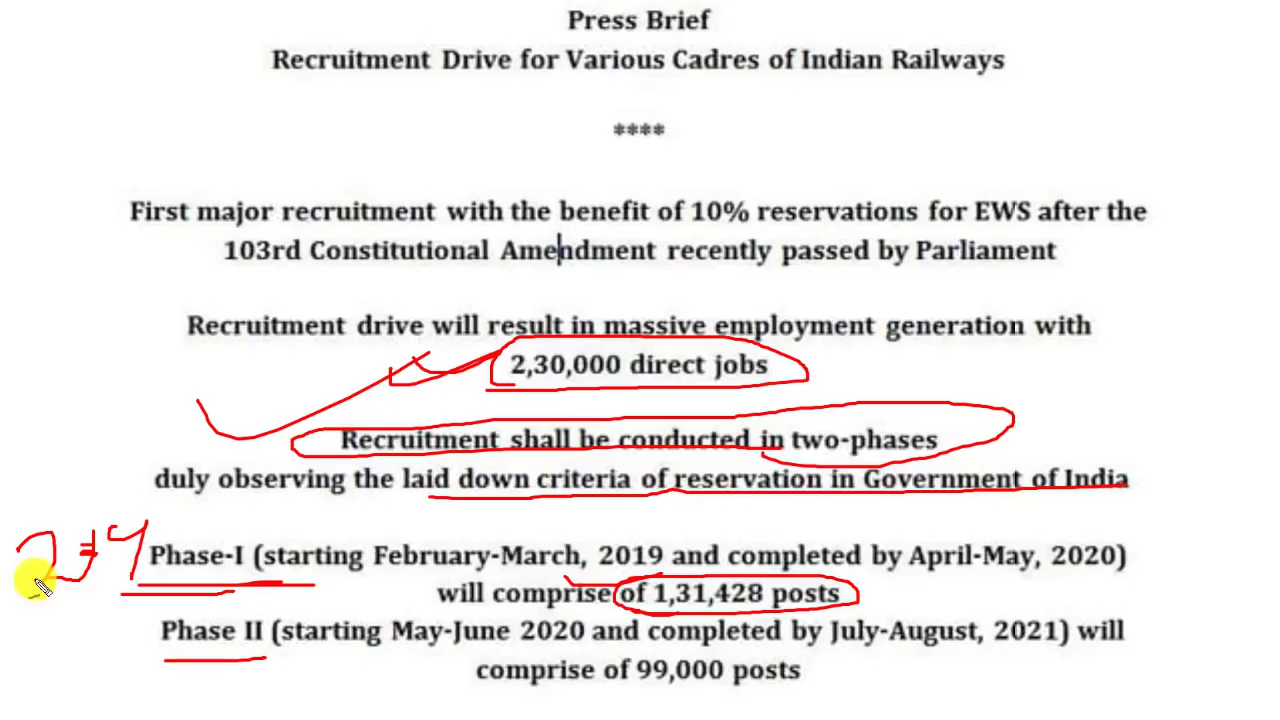 Press Brief
Recruitment Drive for Various Cadres of Indian Railways
****
First major recruitment with the benefit of 10% reservations for EWS after the
103rd Constitutional Amendment recently passed by Parliament
Recruitment drive will result in massive employment generation with
2,30,000 direct jobs
Recruitment shall be conducted in two-phases
duly observing the laid down criteria of reservation in Government of India
Phase-I (starting February-March, 2019 and completed by April-May, 2020)
will comprise of 1,31,428 posts
Phase II (starting May-June 2020 and completed by July-August, 2021) will
comprise of 99,000 posts